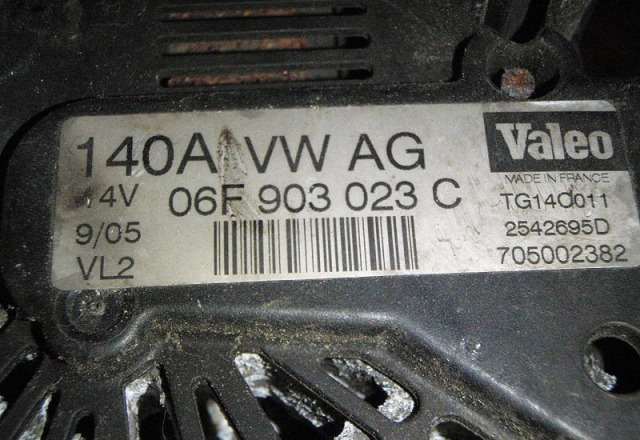 140A VW AG
14V 06F 903 023 C
9/05
VL2
Valeo
MADE IN FRANCE
TG14C011
2542695D
705002382